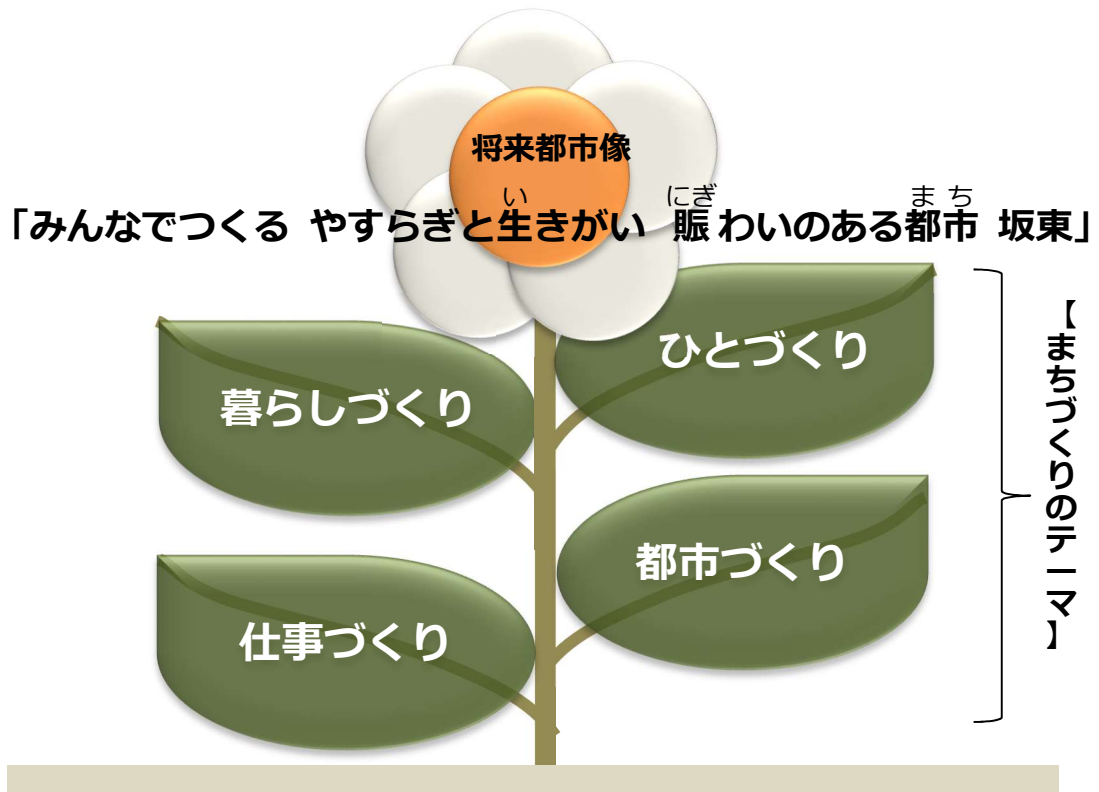 将来都市像
い にぎ まち
「みんなでつくる やすらぎと生きがい 賑わいのある都市 坂東」
ひとづくり
暮らしづくり
都市づくり
仕事づくり
【まちづくりのテーマ】